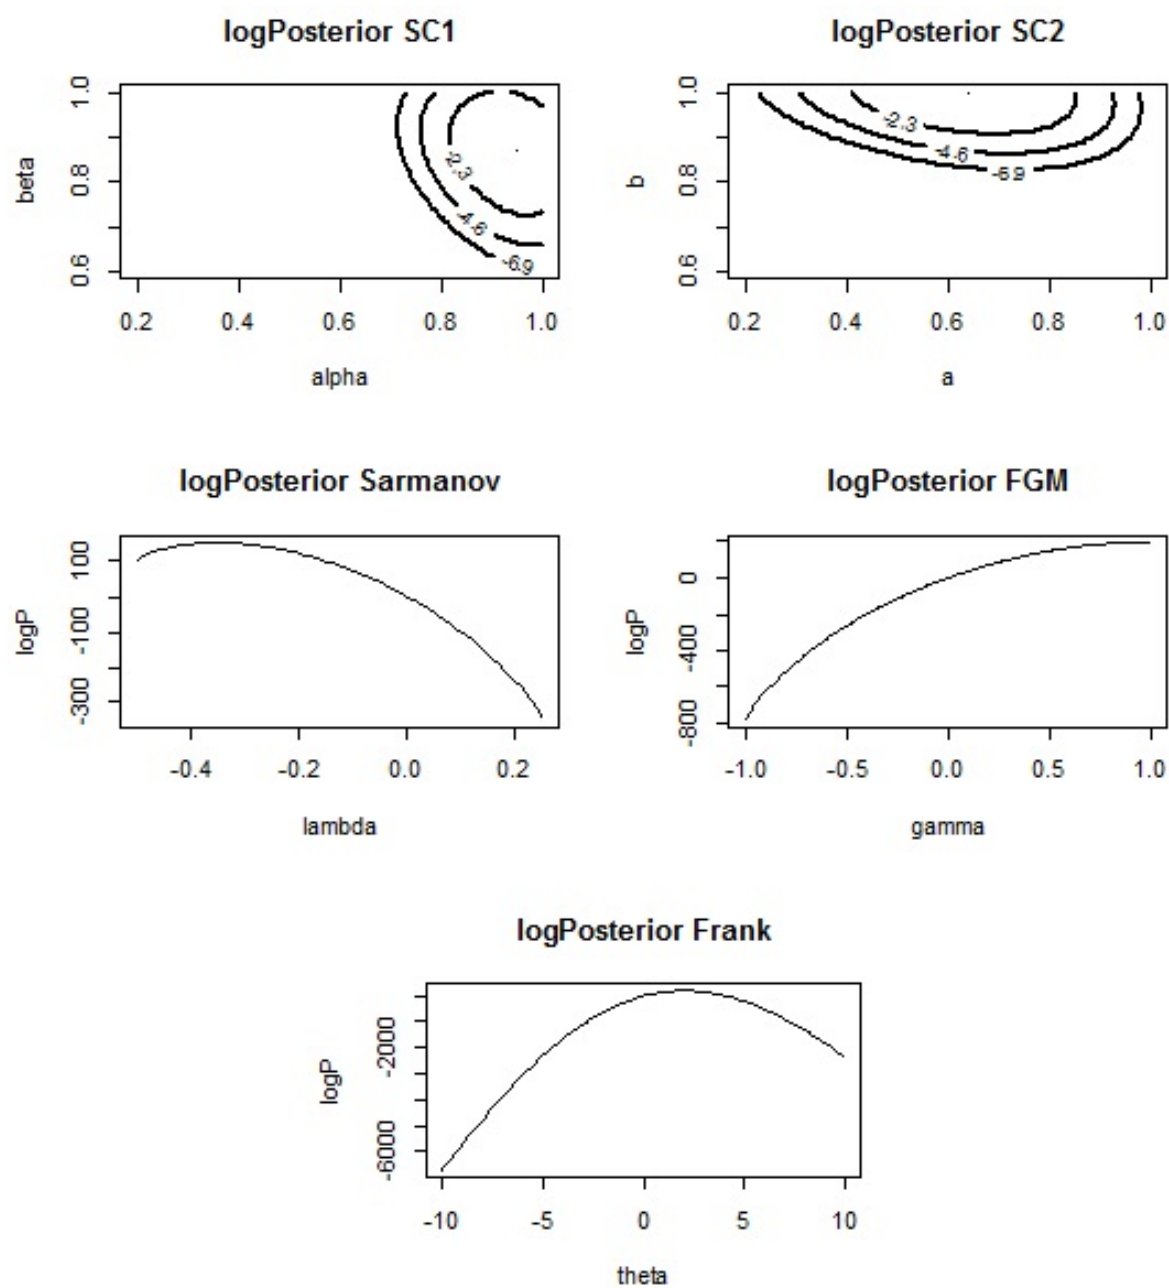 logPosterior SC1
beta
0.6 0.8 1.0
-2.3
-4.6
-6.9
0.2 0.4 0.6 0.8 1.0
alpha
logPosterior SC2
b
0.6 0.8 1.0
-2.3
-4.6
-6.9
0.2 0.4 0.6 0.8 1.0
a
logPosterior Sarmanov
logP
-300 -100 100
-0.4 -0.2 0.0 0.2
lambda
logPosterior FGM
logP
-800 -400 0
-1.0 -0.5 0.0 0.5 1.0
gamma
logPosterior Frank
logP
-6000 -2000
-10 -5 0 5 10
theta